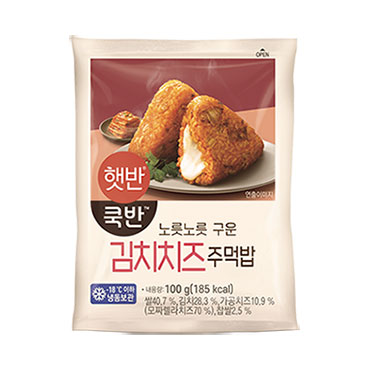 OPEN
햇반
쿡반™
연출이미지
노릇노릇 구운
김치치즈 주먹밥
-18℃이하
냉동보관
• 내용량: 100 g(185 kcal)
쌀40.7 %,김치28.3 %,가공치즈10.9 %
(모짜렐라치즈70 %),찹쌀2.5 %